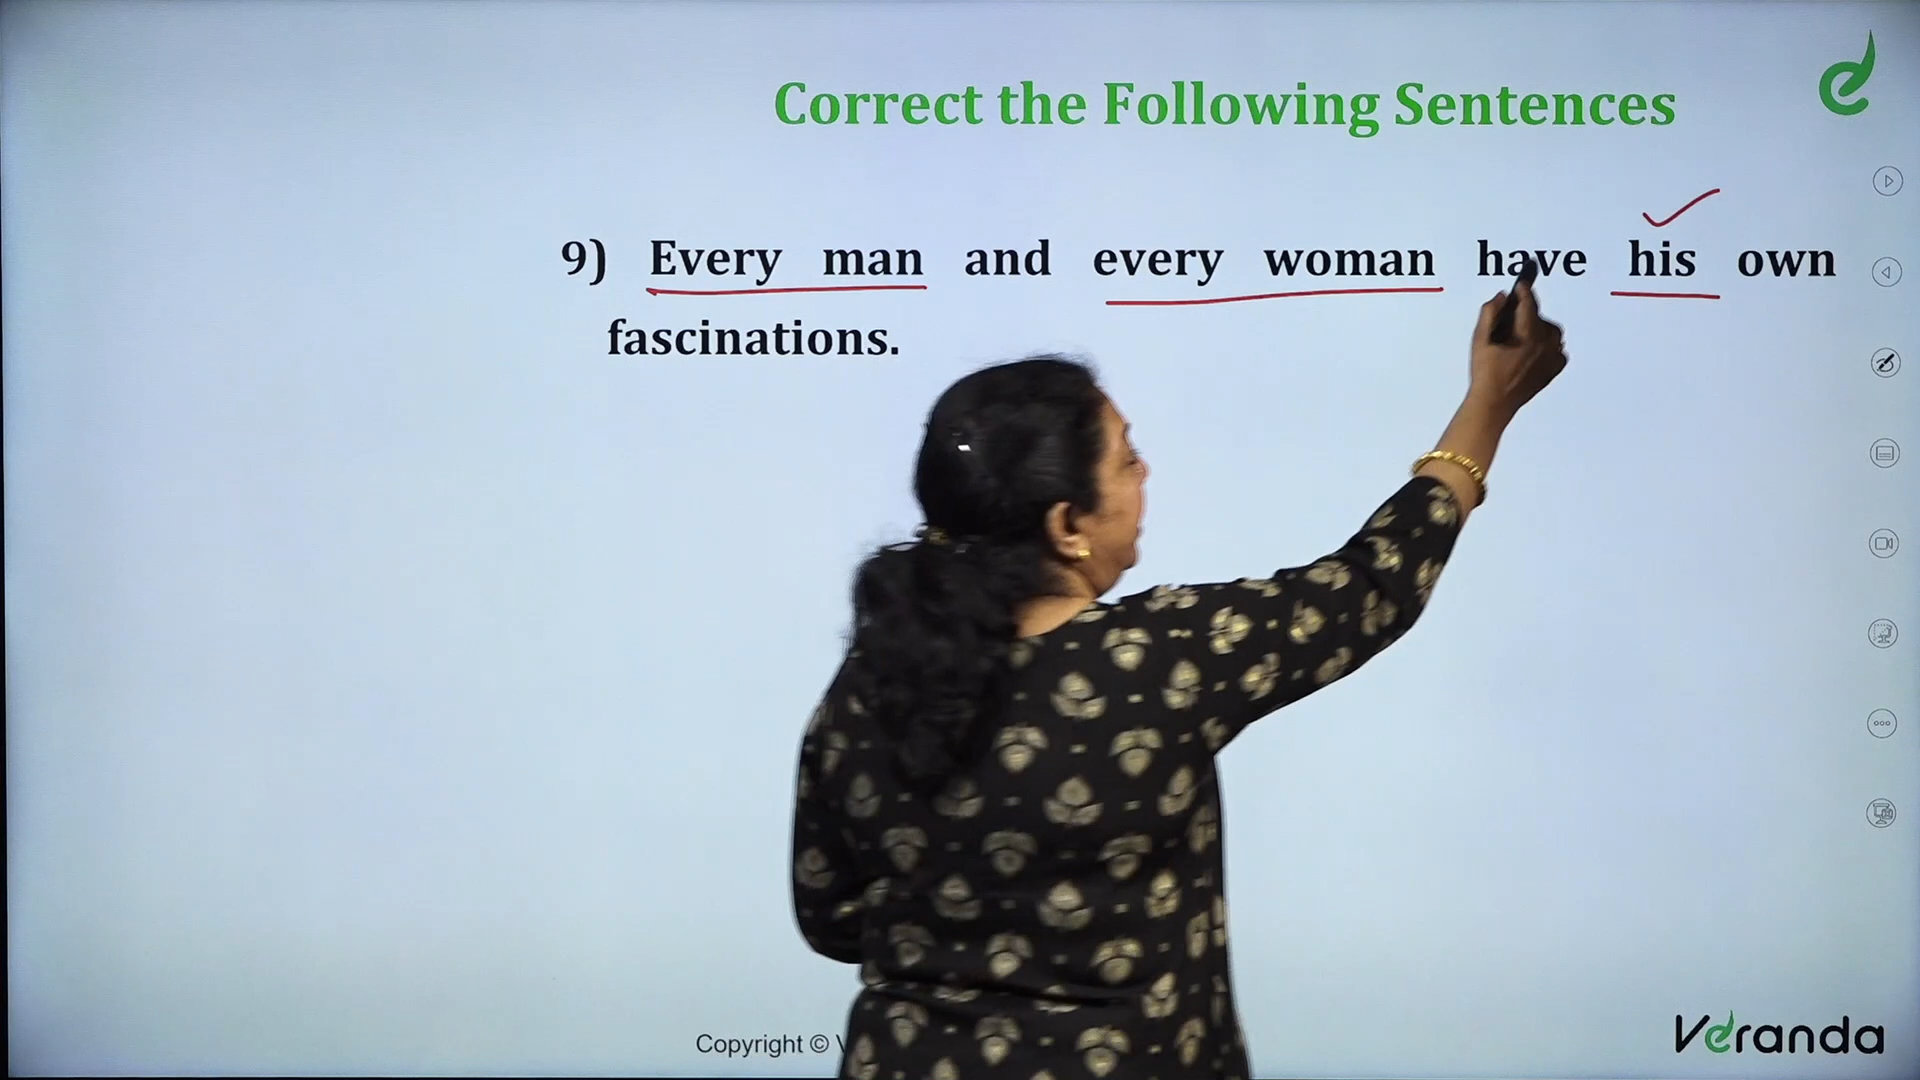 Correct the Following Sentences
9) Every man and every woman have his own
fascinations.
Copyright ©
Veranda